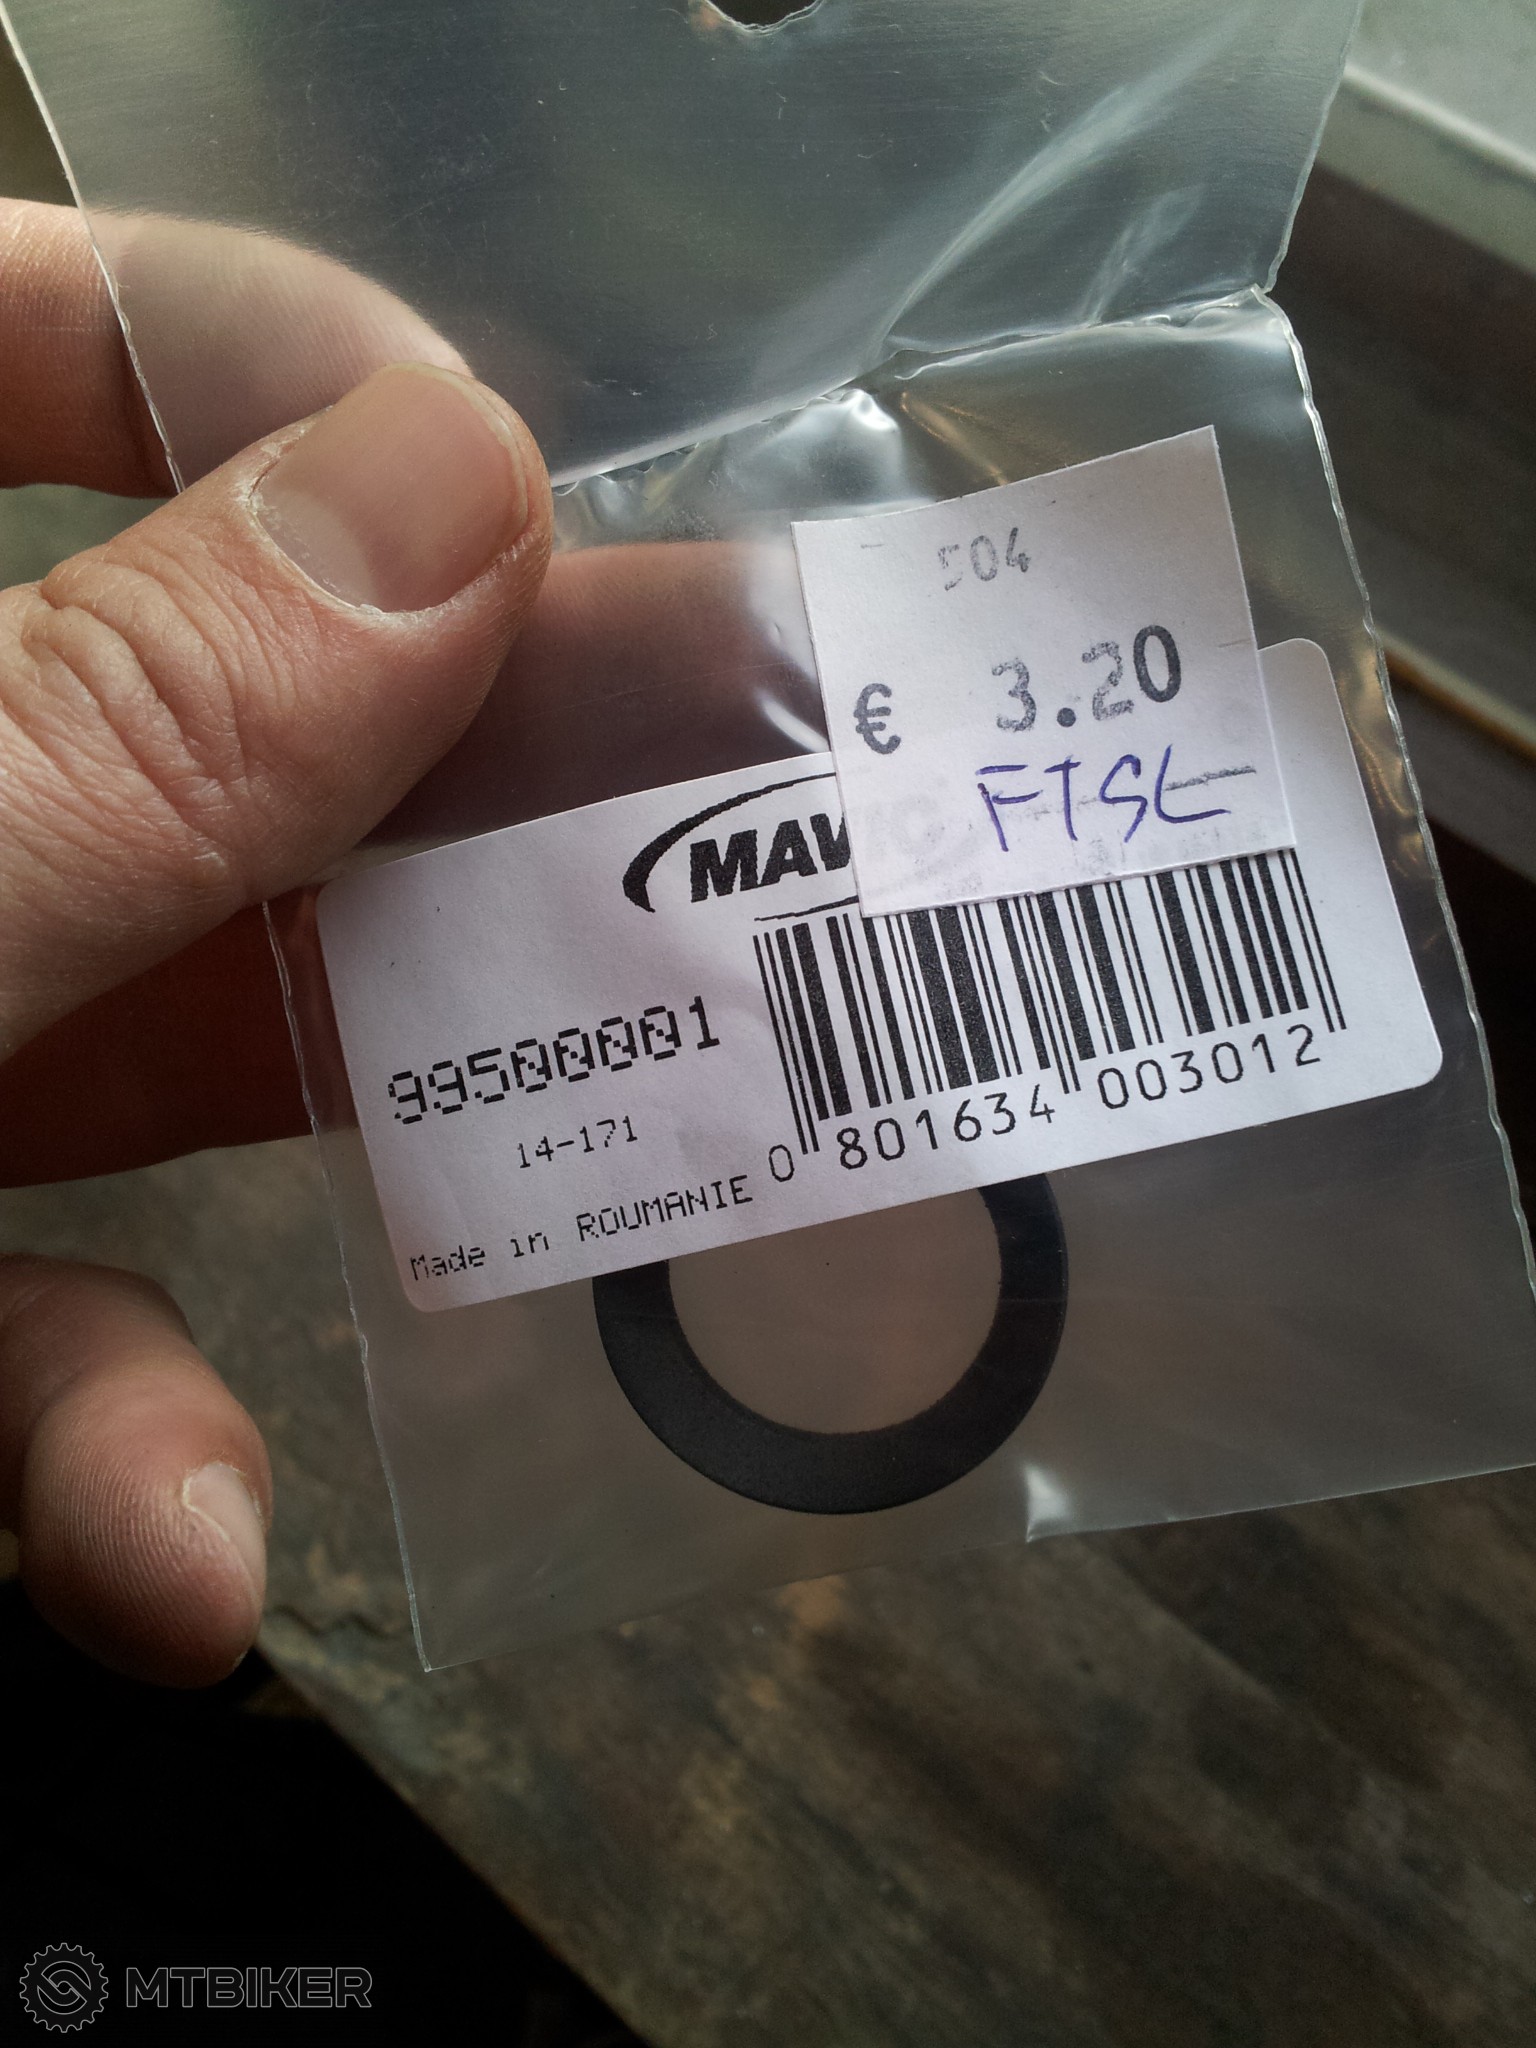 504
€ 3.20
FTSL
MAV
99500001
14-171
Made in ROUMANIE
0 801634 003012
MTBIKER